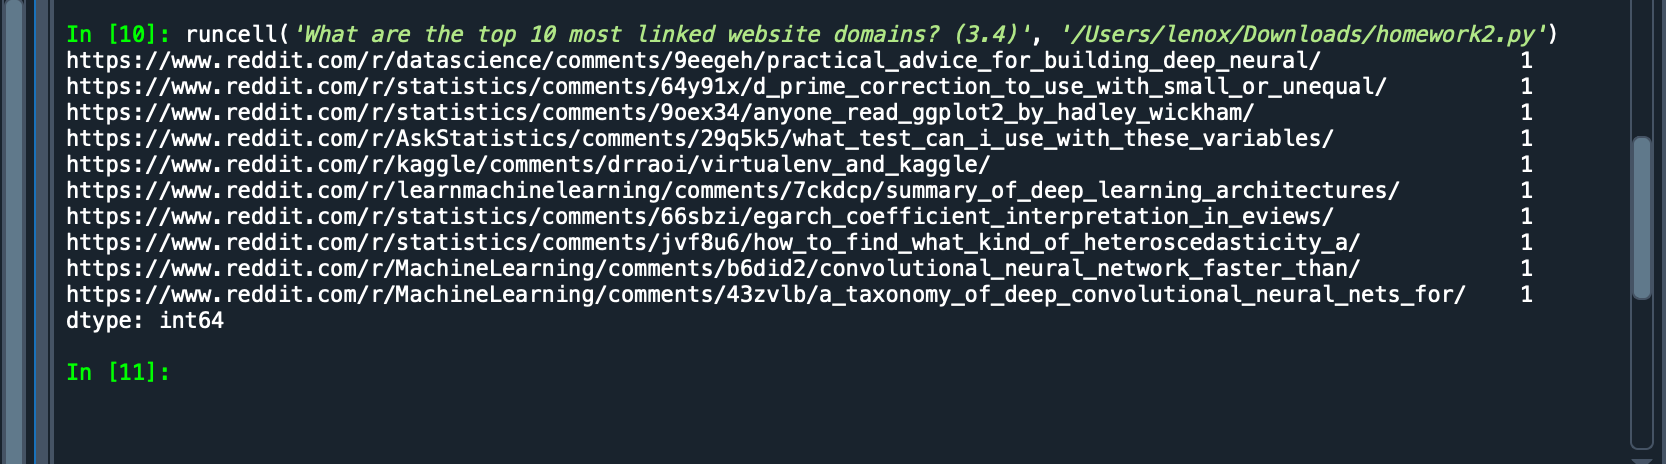 In [10]: runcell('What are the top 10 most linked website domains? (3.4)', '/Users/lenox/Downloads/homework2.py')
https://www.reddit.com/r/datascience/comments/9eegeh/practical_advice_for_building_deep_neural/ 1
https://www.reddit.com/r/statistics/comments/64y91x/d_prime_correction_to_use_with_small_or_unequal/ 1
https://www.reddit.com/r/statistics/comments/9oex34/anyone_read_ggplot2_by_hadley_wickham/ 1
https://www.reddit.com/r/AskStatistics/comments/29q5k5/what_test_can_i_use_with_these_variables/ 1
https://www.reddit.com/r/kaggle/comments/drraoi/virtualenv_and_kaggle/ 1
https://www.reddit.com/r/learnmachinelearning/comments/7ckdcp/summary_of_deep_learning_architectures/ 1
https://www.reddit.com/r/statistics/comments/66sbzi/egarch_coefficient_interpretation_in_eviews/ 1
https://www.reddit.com/r/statistics/comments/jvf8u6/how_to_find_what_kind_of_heteroscedasticity_a/ 1
https://www.reddit.com/r/MachineLearning/comments/b6did2/convolutional_neural_network_faster_than/ 1
https://www.reddit.com/r/MachineLearning/comments/43zvlb/a_taxonomy_of_deep_convolutional_neural_nets_for/ 1
dtype: int64
In [11]: